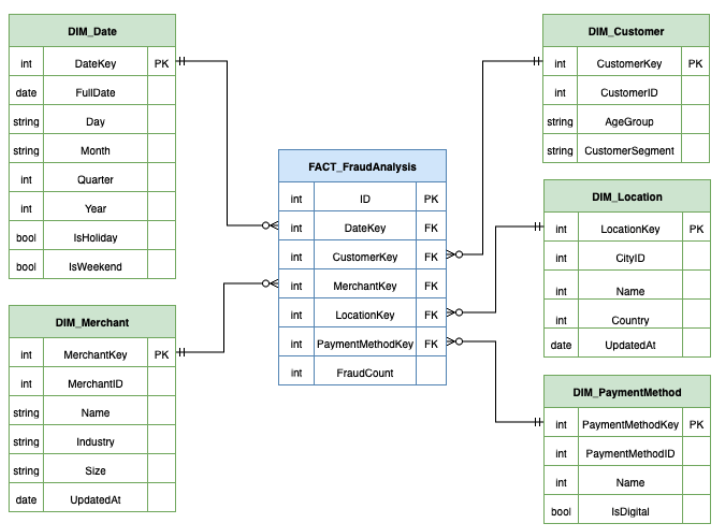 DIM_Date
int DateKey PK
date FullDate
string Day
string Month
int Quarter
int Year
bool IsHoliday
bool IsWeekend
DIM_Merchant
int MerchantKey PK
int MerchantID
string Name
string Industry
string Size
date UpdatedAt
FACT_FraudAnalysis
int ID PK
int DateKey FK
int CustomerKey FK
int MerchantKey FK
int LocationKey FK
int PaymentMethodKey FK
int FraudCount
DIM_Customer
int CustomerKey PK
int CustomerID
string AgeGroup
string CustomerSegment
DIM_Location
int LocationKey PK
int CityID
int Name
int Country
date UpdatedAt
DIM_PaymentMethod
int PaymentMethodKey PK
int PaymentMethodID
int Name
bool IsDigital